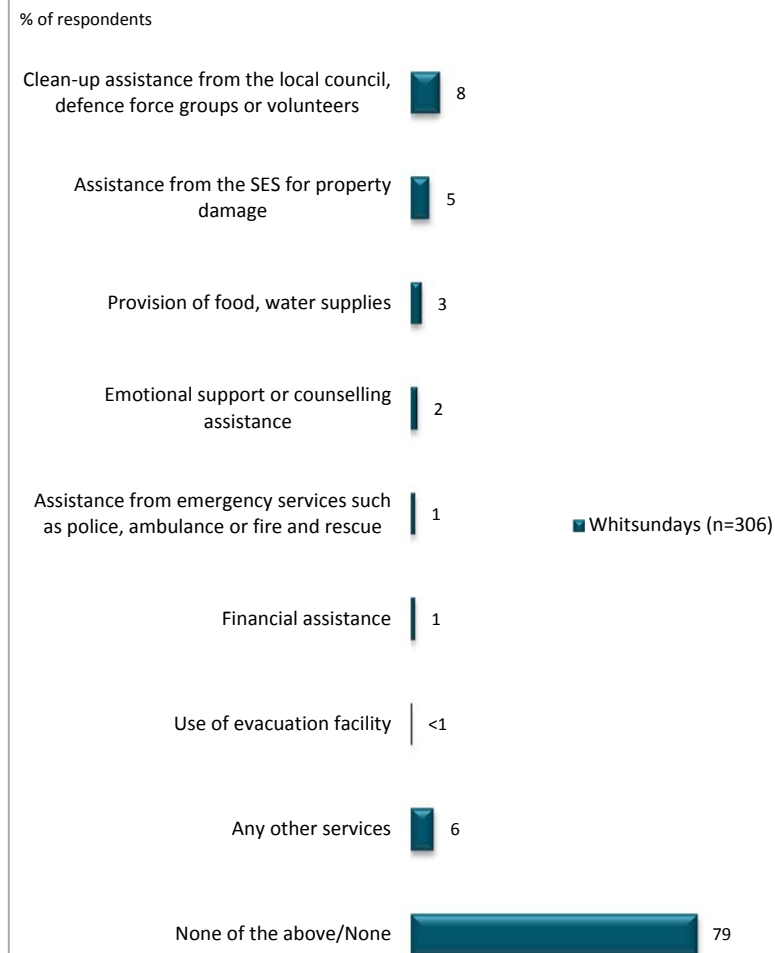 % of respondents
Clean-up assistance from the local council,
defence force groups or volunteers
8
Assistance from the SES for property
damage
5
Provision of food, water supplies
3
Emotional support or counselling
assistance
2
Assistance from emergency services such
as police, ambulance or fire and rescue
1
Whitsundays (n=306)
Financial assistance
1
Use of evacuation facility
<1
Any other services
6
None of the above/None
79